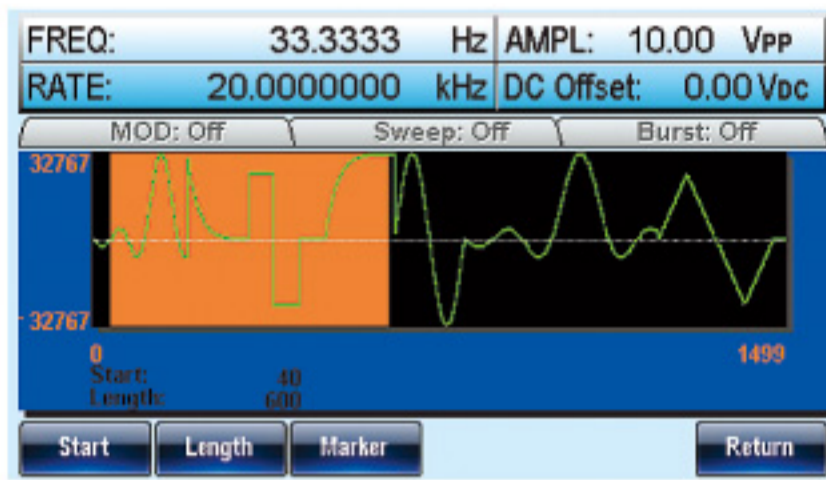 FREQ: 33.3333 Hz AMPL: 10.00 VPP
RATE: 20.0000000 kHz DC Offset: 0.00 VDC
MOD: Off Sweep: Off Burst: Off
32767
- 32767
0 1499
Start: 40
Length: 600
Start Length Marker Return